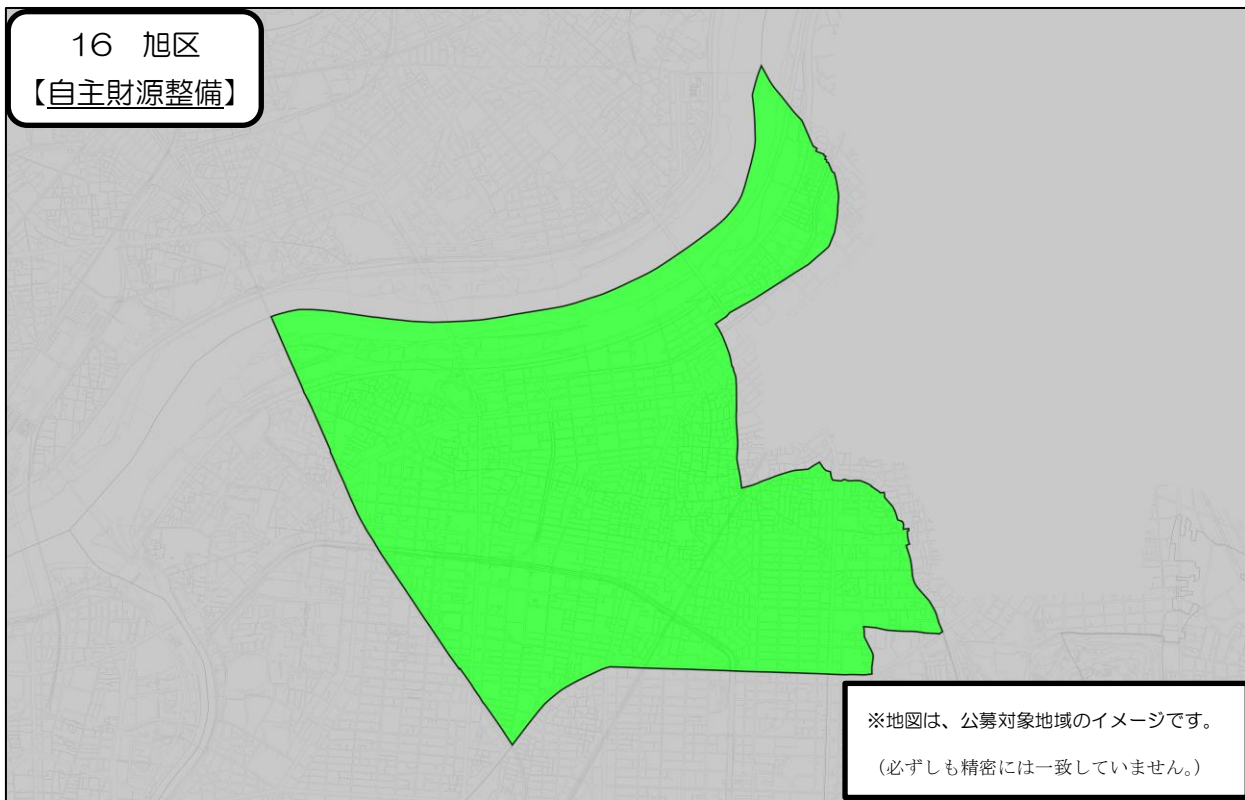 16　旭区
【自主財源整備】
※地図は、公募対象地域のイメージです。
（必ずしも精密には一致していません。）